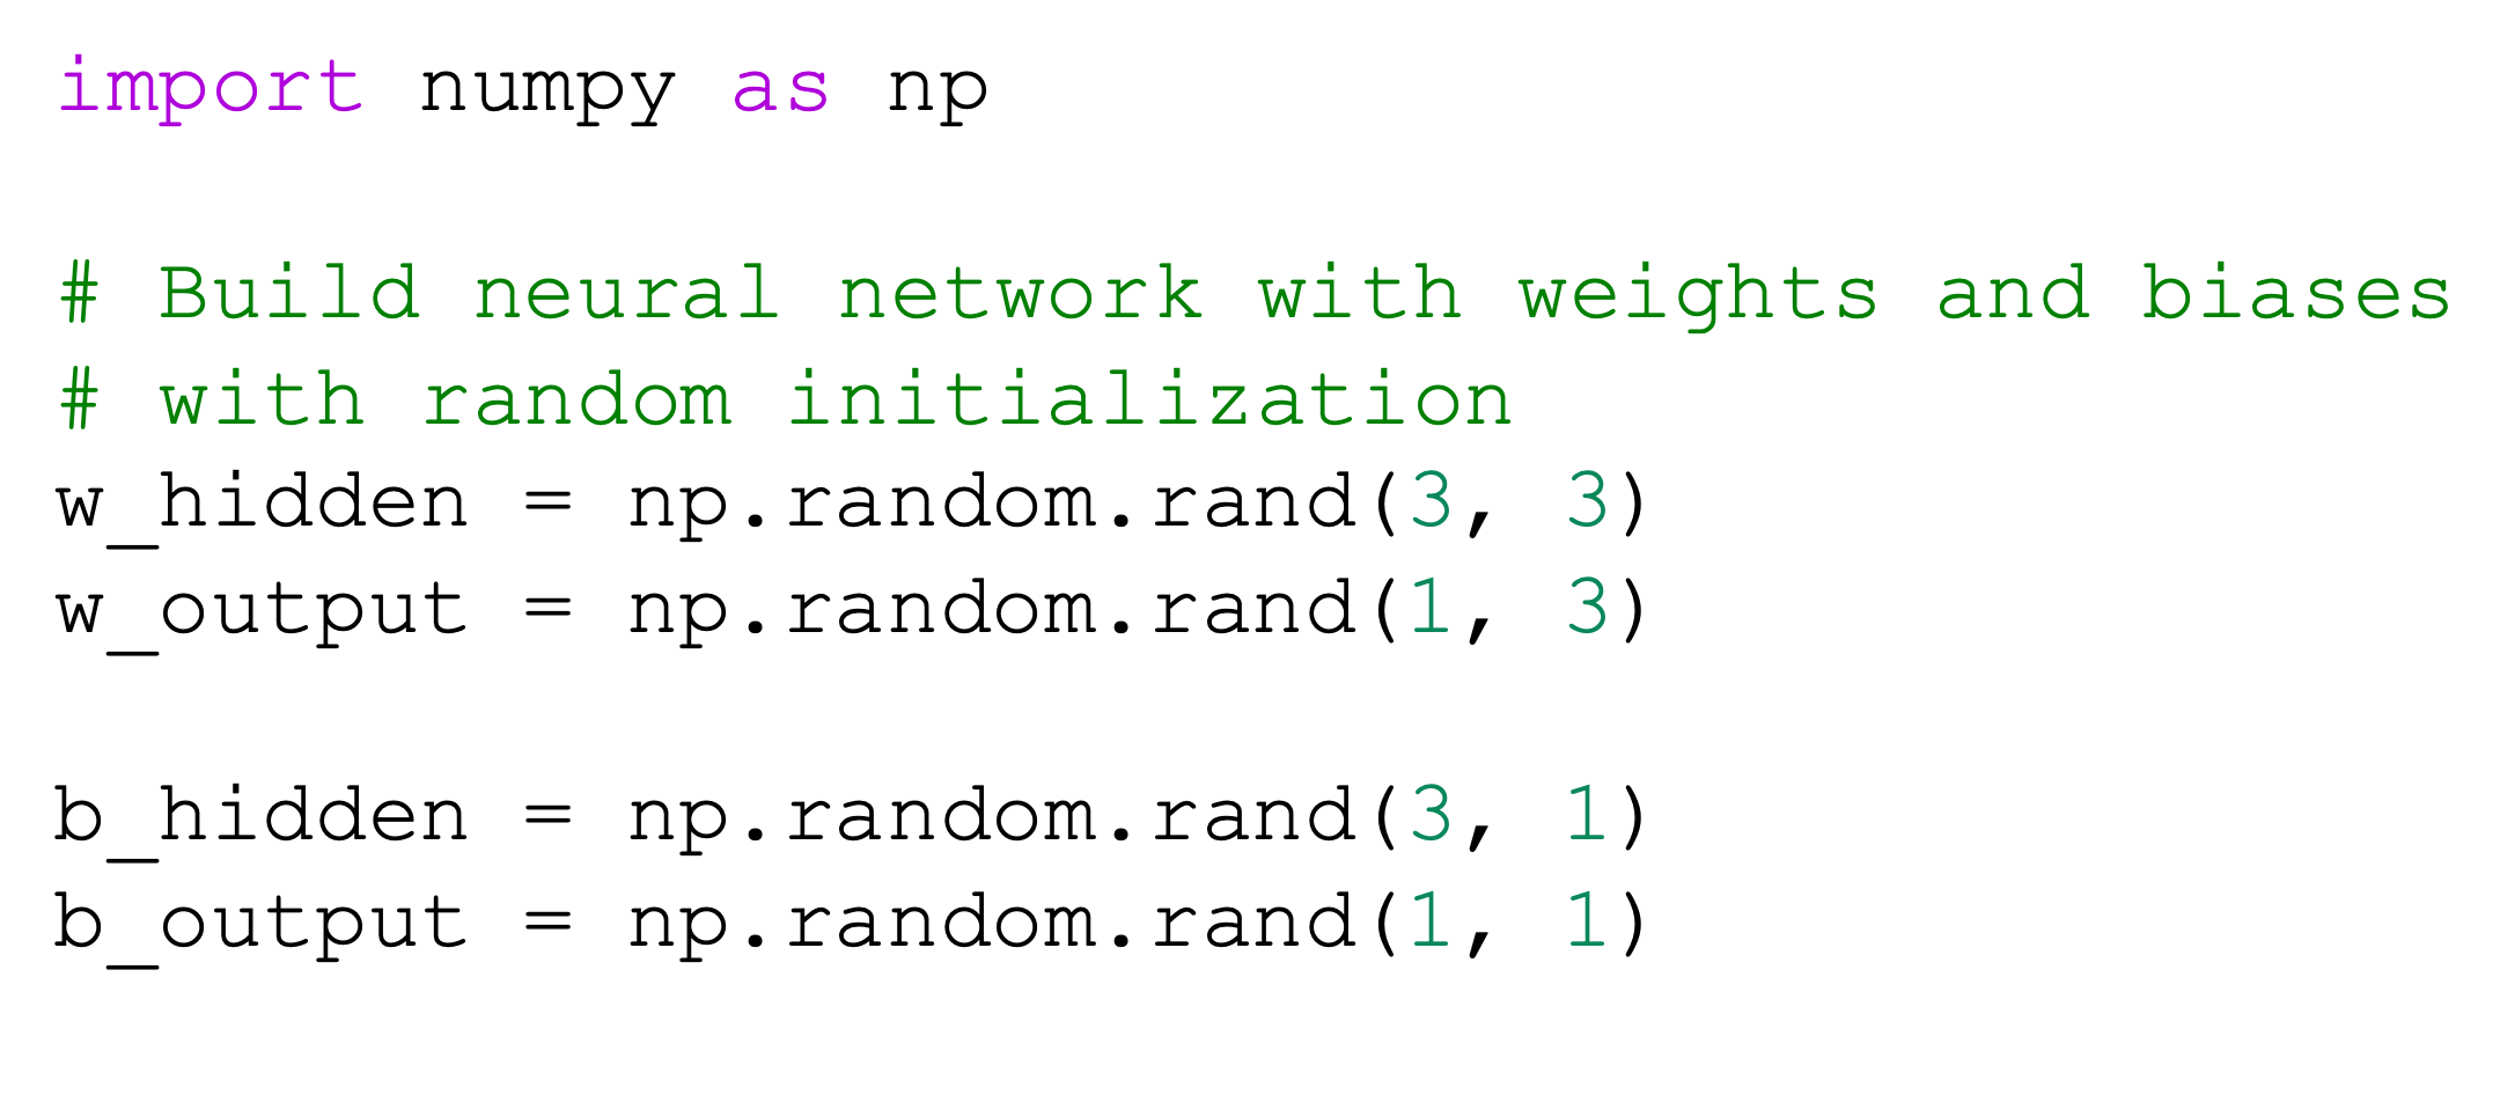 import numpy as np
# Build neural network with weights and biases
# with random initialization
w_hidden = np.random.rand(3, 3)
w_output = np.random.rand(1, 3)
b_hidden = np.random.rand(3, 1)
b_output = np.random.rand(1, 1)